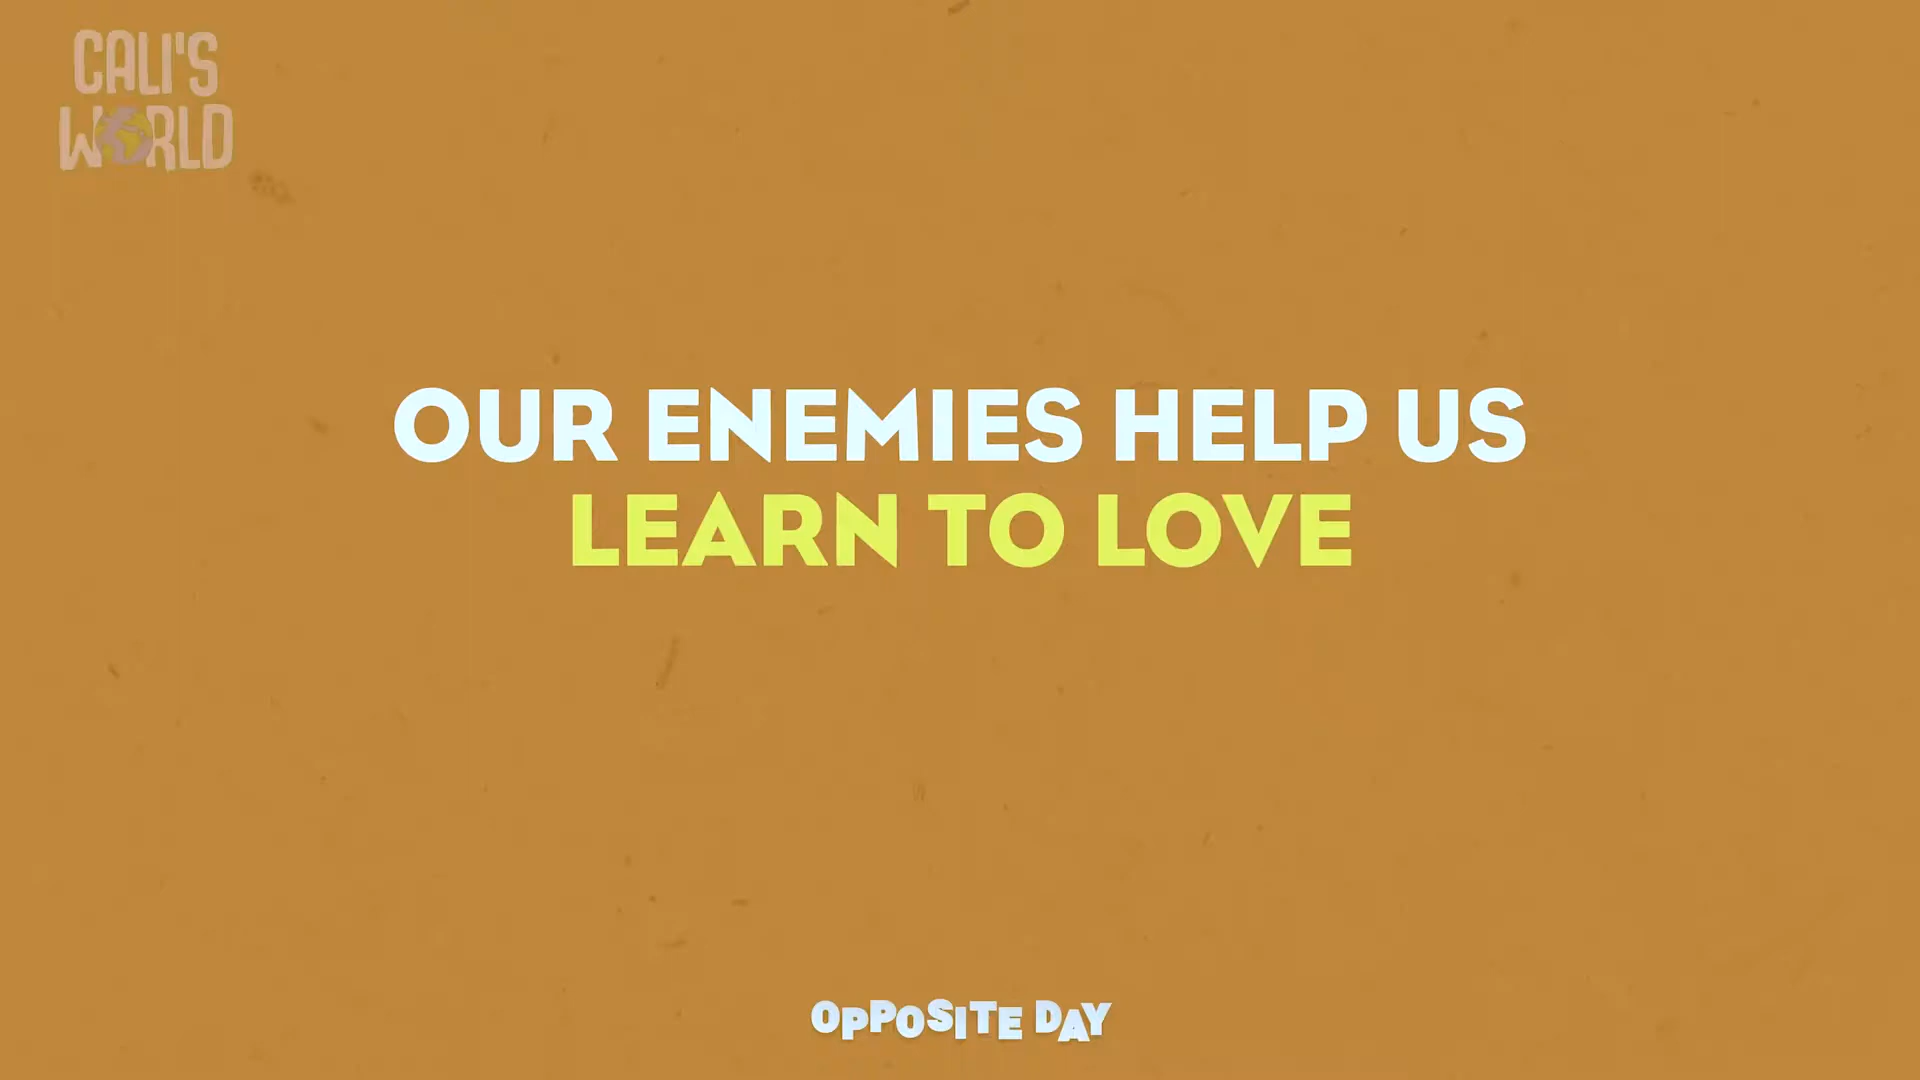 CALI'S
WORLD
OUR ENEMIES HELP US
LEARN TO LOVE
OPPOSITE DAY